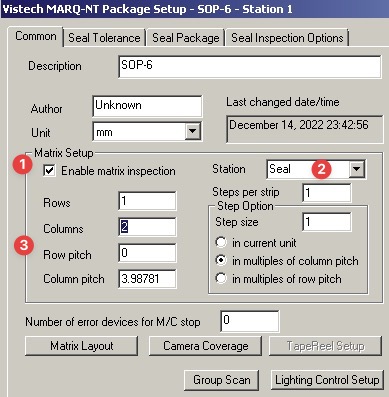 Vistech MARQ-NT Package Setup - SOP-6 - Station 1
Common Seal Tolerance Seal Package Seal Inspection Options
Description SOP-6
Author Unknown Last changed date/time
Unit mm December 14, 2022 23:42:56
Matrix Setup
1 Enable matrix inspection Station Seal 2
Steps per strip 1
Rows 1 Step Option
Columns 2 Step size 1
3 Row pitch 0 in current unit
in multiples of column pitch
Column pitch 3.98781 in multiples of row pitch
Number of error devices for M/C stop 0
Matrix Layout Camera Coverage TapeReel Setup
Group Scan Lighting Control Setup